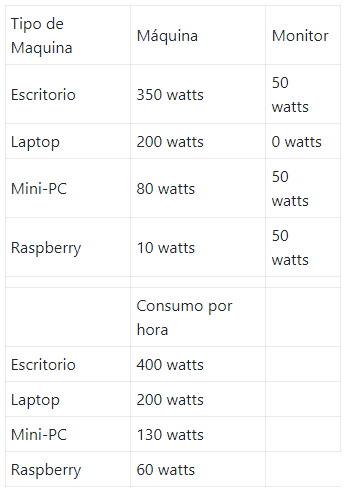 Tipo de Maquina Máquina Monitor
Escritorio 350 watts 50 watts
Laptop 200 watts 0 watts
Mini-PC 80 watts 50 watts
Raspberry 10 watts 50 watts
Consumo por hora
Escritorio 400 watts
Laptop 200 watts
Mini-PC 130 watts
Raspberry 60 watts